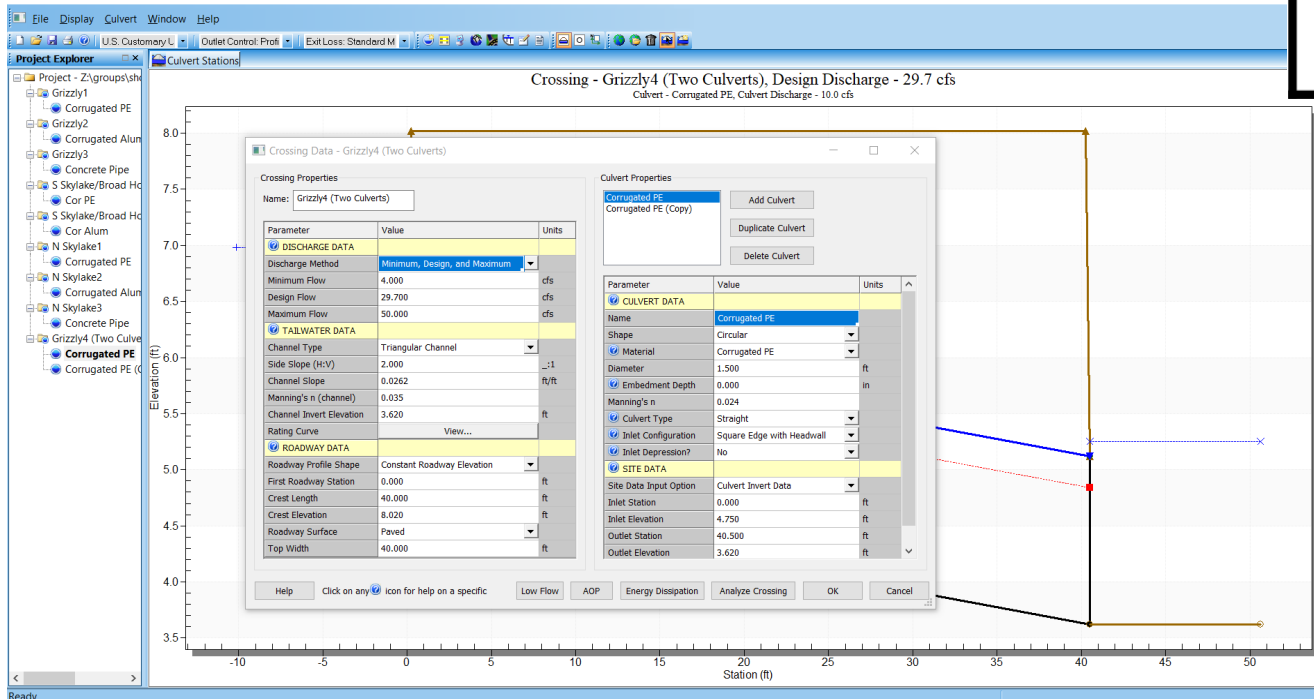 File Display Culvert Window Help
U.S. Customary U Outlet Control: Profi Exit Loss: Standard M
Project Explorer
Culvert Stations
Project - Z:\groups\sho
Grizzly1
Corrugated PE
Grizzly2
Corrugated Alum
Grizzly3
Concrete Pipe
S Skylake/Broad Ho
Cor PE
S Skylake/Broad Ho
Cor Alum
N Skylake1
Corrugated PE
N Skylake2
Corrugated Alum
N Skylake3
Concrete Pipe
Grizzly4 (Two Culve
Corrugated PE
Corrugated PE (C
Crossing - Grizzly4 (Two Culverts), Design Discharge - 29.7 cfs
Culvert - Corrugated PE, Culvert Discharge - 10.0 cfs
8.0
7.5
7.0
6.5
6.0
5.5
5.0
4.5
4.0
3.5
Elevation (ft)
-10 -5 0 5 10 15 20 25 30 35 40 45 50
Station (ft)
Crossing Data - Grizzly4 (Two Culverts)
Crossing Properties
Name: Grizzly4 (Two Culverts)
Parameter Value Units
DISCHARGE DATA
Discharge Method Minimum, Design, and Maximum
Minimum Flow 4.000 cfs
Design Flow 29.700 cfs
Maximum Flow 50.000 cfs
TAILWATER DATA
Channel Type Triangular Channel
Side Slope (H:V) 2.000 _:1
Channel Slope 0.0262 ft/ft
Manning's n (channel) 0.035
Channel Invert Elevation 3.620 ft
Rating Curve View...
ROADWAY DATA
Roadway Profile Shape Constant Roadway Elevation
First Roadway Station 0.000 ft
Crest Length 40.000 ft
Crest Elevation 8.020 ft
Roadway Surface Paved
Top Width 40.000 ft
Culvert Properties
Corrugated PE
Corrugated PE (Copy)
Add Culvert
Duplicate Culvert
Delete Culvert
Parameter Value Units
CULVERT DATA
Name Corrugated PE
Shape Circular
Material Corrugated PE
Diameter 1.500 ft
Embedment Depth 0.000 in
Manning's n 0.024
Culvert Type Straight
Inlet Configuration Square Edge with Headwall
Inlet Depression? No
SITE DATA
Site Data Input Option Culvert Invert Data
Inlet Station 0.000 ft
Inlet Elevation 4.750 ft
Outlet Station 40.500 ft
Outlet Elevation 3.620 ft
Help Click on any icon for help on a specific Low Flow AOP Energy Dissipation Analyze Crossing OK Cancel
Ready